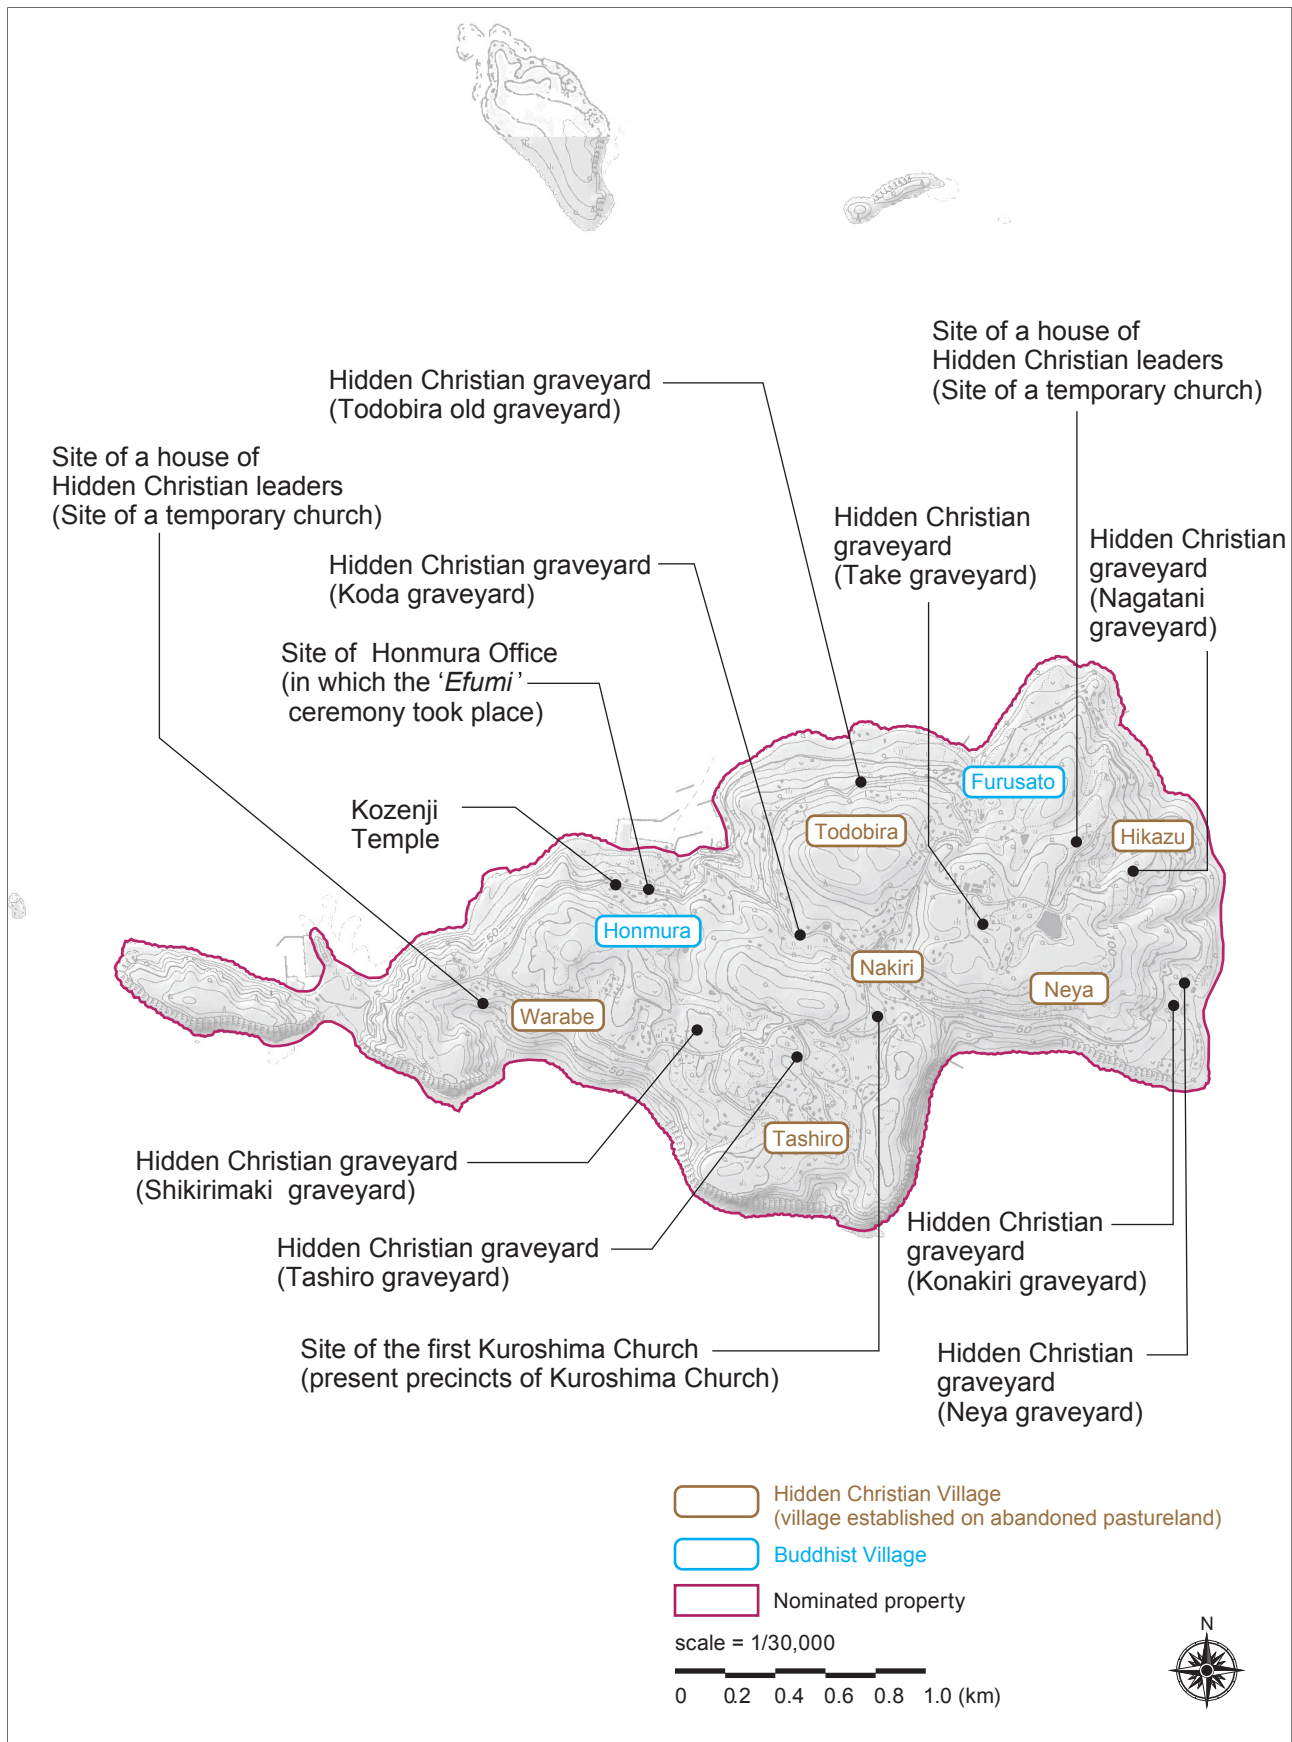 Site of a house of
Hidden Christian leaders
(Site of a temporary church)
Hidden Christian graveyard
(Todobira old graveyard)
Site of a house of
Hidden Christian leaders
(Site of a temporary church)
Hidden Christian
graveyard
(Take graveyard)
Hidden Christian
graveyard
(Nagatani
graveyard)
Hidden Christian graveyard
(Koda graveyard)
Site of Honmura Office
(in which the ‘Efumi’
ceremony took place)
Kozenji
Temple
Furusato
Todobira
Hikazu
Honmura
Nakiri
Neya
Warabe
Tashiro
50
50
50
100
Hidden Christian graveyard
(Shikirimaki graveyard)
Hidden Christian graveyard
(Tashiro graveyard)
Hidden Christian
graveyard
(Konakiri graveyard)
Site of the first Kuroshima Church
(present precincts of Kuroshima Church)
Hidden Christian
graveyard
(Neya graveyard)
Hidden Christian Village
(village established on abandoned pastureland)
Buddhist Village
Nominated property
scale = 1/30,000
0 0.2 0.4 0.6 0.8 1.0 (km)
N